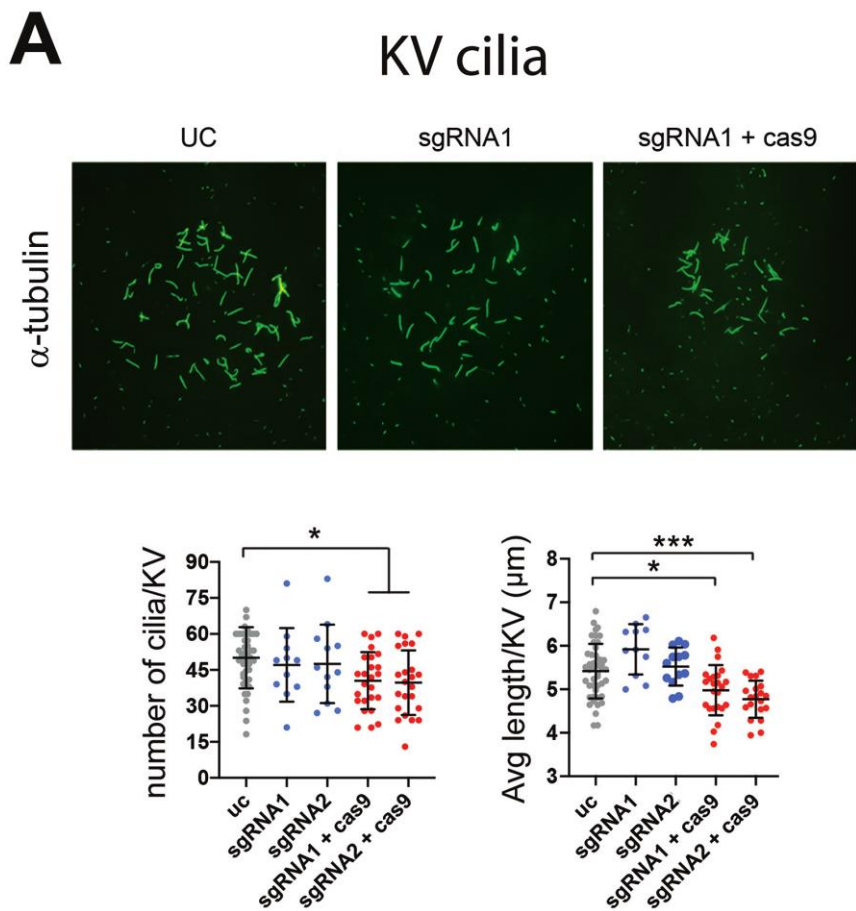 A
KV cilia
UC
sgRNA1
sgRNA1 + cas9
α-tubulin
number of cilia/KV
90
75
60
45
30
15
0
*
uc
sgRNA1
sgRNA2
sgRNA1 + cas9
sgRNA2 + cas9
Avg length/KV (µm)
8
7
6
5
4
3
***
*
uc
sgRNA1
sgRNA2
sgRNA1 + cas9
sgRNA2 + cas9